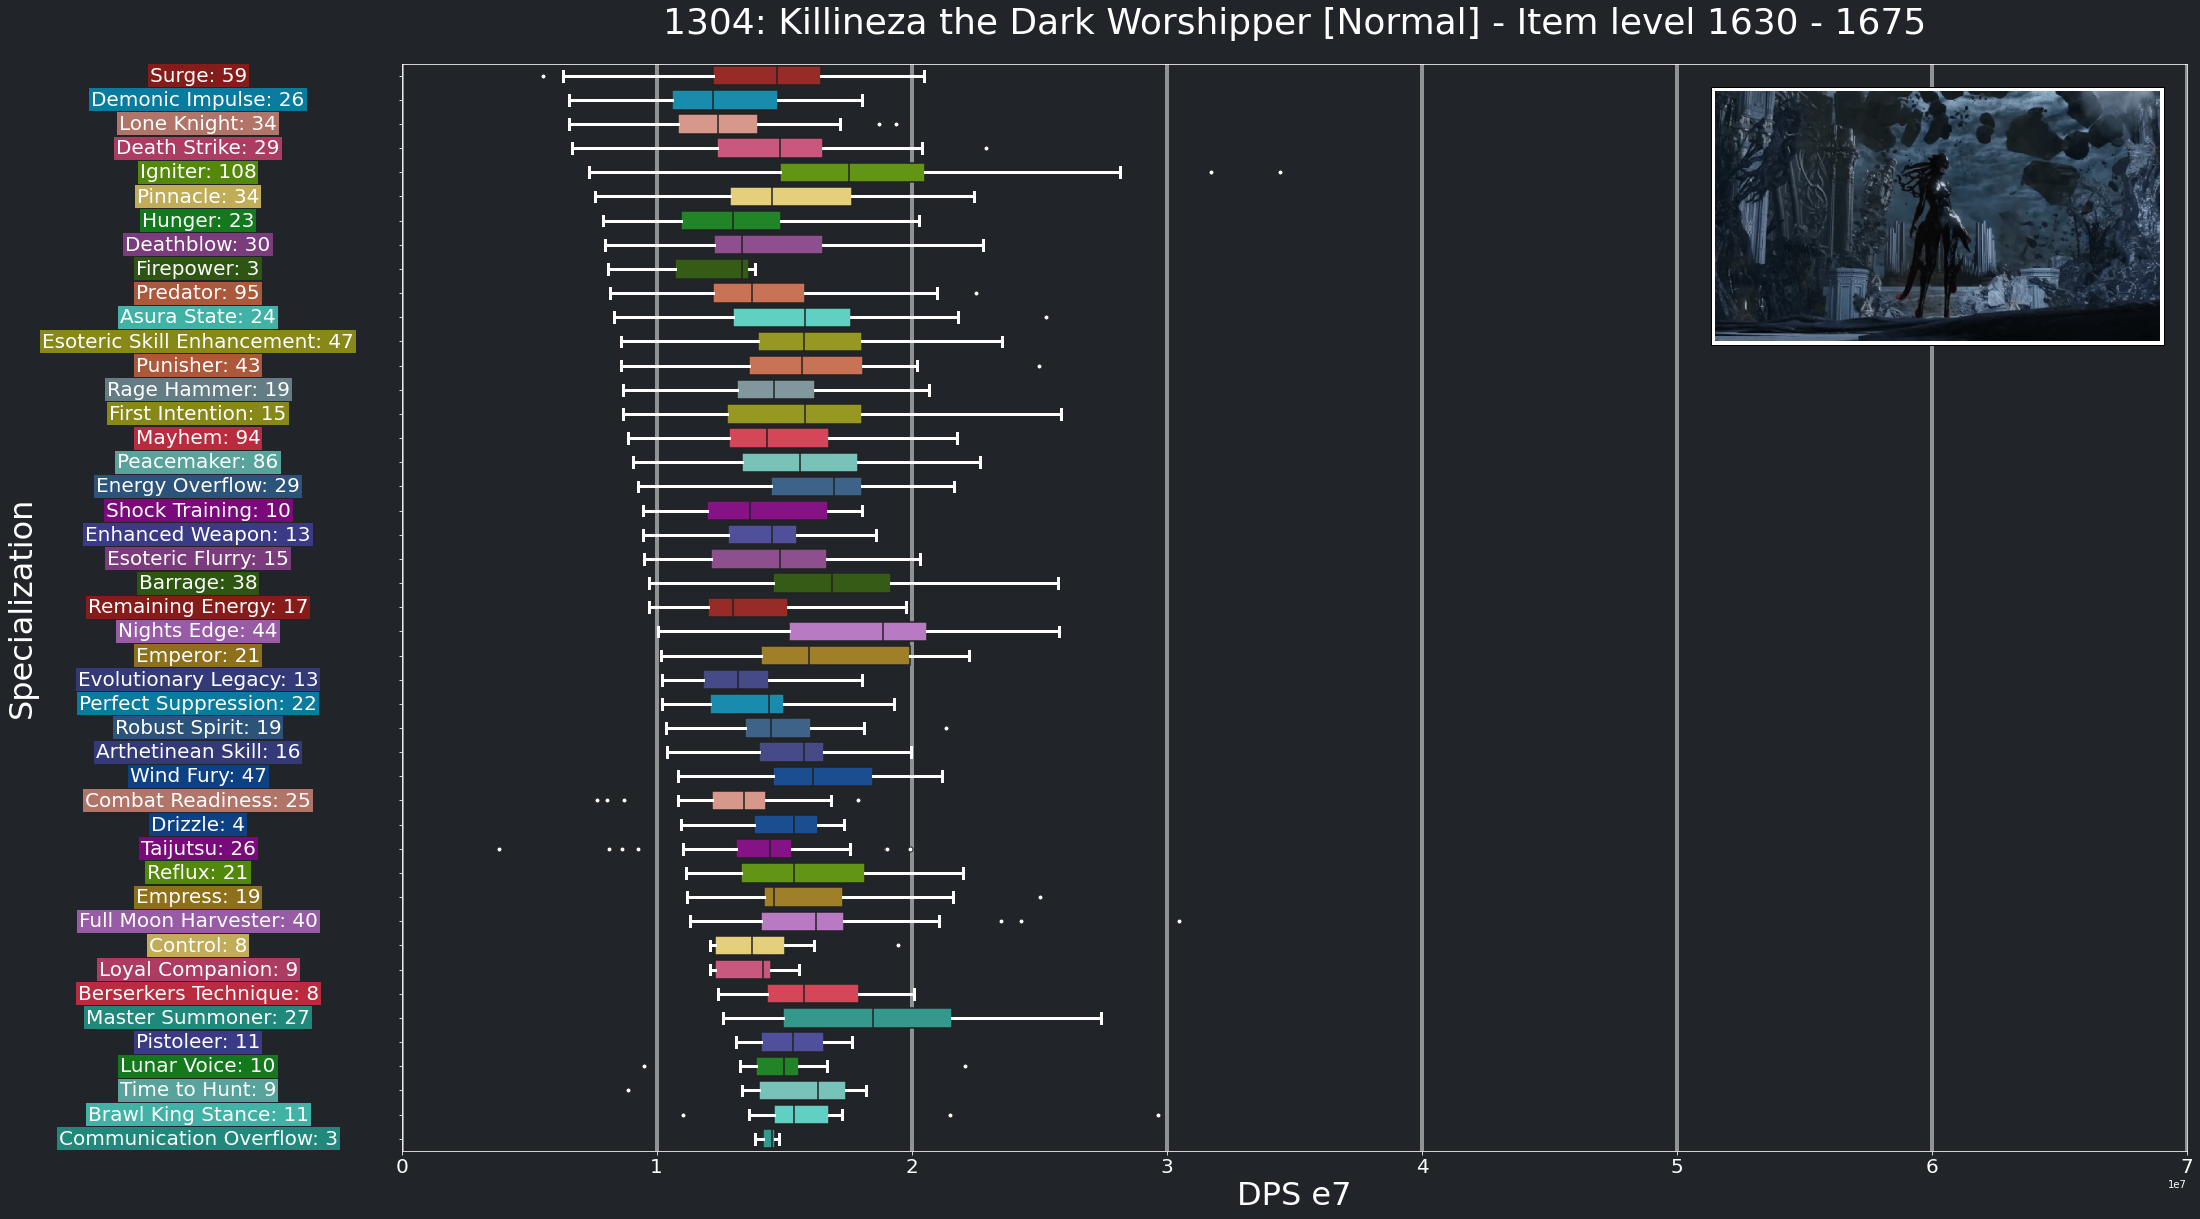 1304: Killineza the Dark Worshipper [Normal] - Item level 1630 - 1675
Specialization
Surge: 59
Demonic Impulse: 26
Lone Knight: 34
Death Strike: 29
Igniter: 108
Pinnacle: 34
Hunger: 23
Deathblow: 30
Firepower: 3
Predator: 95
Asura State: 24
Esoteric Skill Enhancement: 47
Punisher: 43
Rage Hammer: 19
First Intention: 15
Mayhem: 94
Peacemaker: 86
Energy Overflow: 29
Shock Training: 10
Enhanced Weapon: 13
Esoteric Flurry: 15
Barrage: 38
Remaining Energy: 17
Nights Edge: 44
Emperor: 21
Evolutionary Legacy: 13
Perfect Suppression: 22
Robust Spirit: 19
Arthetinean Skill: 16
Wind Fury: 47
Combat Readiness: 25
Drizzle: 4
Taijutsu: 26
Reflux: 21
Empress: 19
Full Moon Harvester: 40
Control: 8
Loyal Companion: 9
Berserkers Technique: 8
Master Summoner: 27
Pistoleer: 11
Lunar Voice: 10
Time to Hunt: 9
Brawl King Stance: 11
Communication Overflow: 3
0 1 2 3 4 5 6 7
1e7
DPS e7